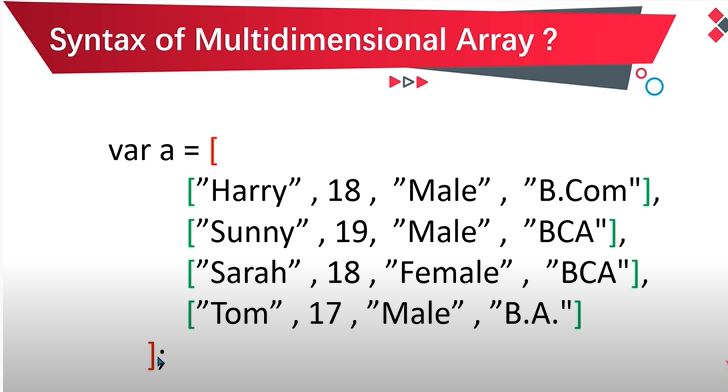 Syntax of Multidimensional Array ?
var a = [
[”Harry” , 18 , ”Male” , ”B.Com"],
[”Sunny” , 19, ”Male” , ”BCA"],
[”Sarah” , 18 , ”Female” , ”BCA"],
[”Tom” , 17 , ”Male” , ”B.A."]
];